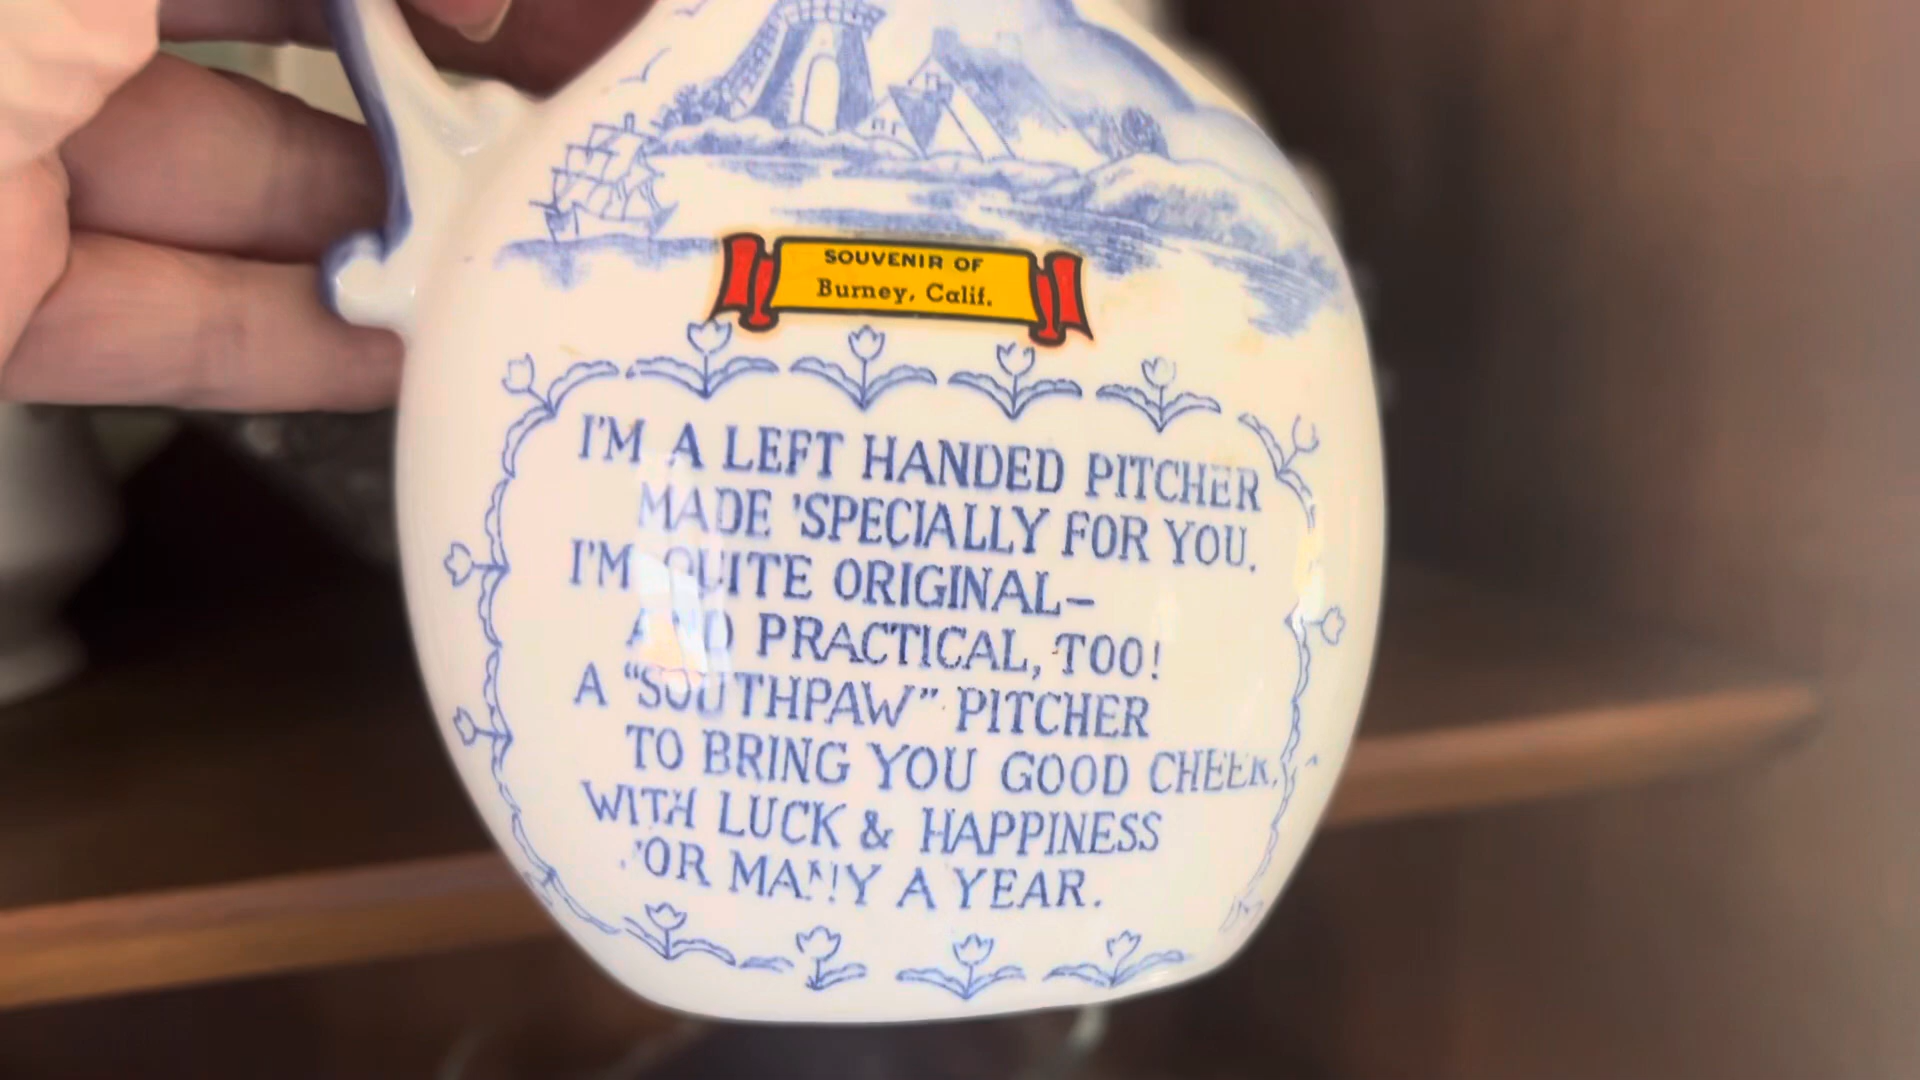 SOUVENIR OF
Burney, Calif.
I'M A LEFT HANDED PITCHER
MADE 'SPECIALLY FOR YOU.
I'M QUITE ORIGINAL-
AND PRACTICAL, TOO!
A "SOUTHPAW" PITCHER
TO BRING YOU GOOD CHEER,
WITH LUCK & HAPPINESS
'OR MANY A YEAR.